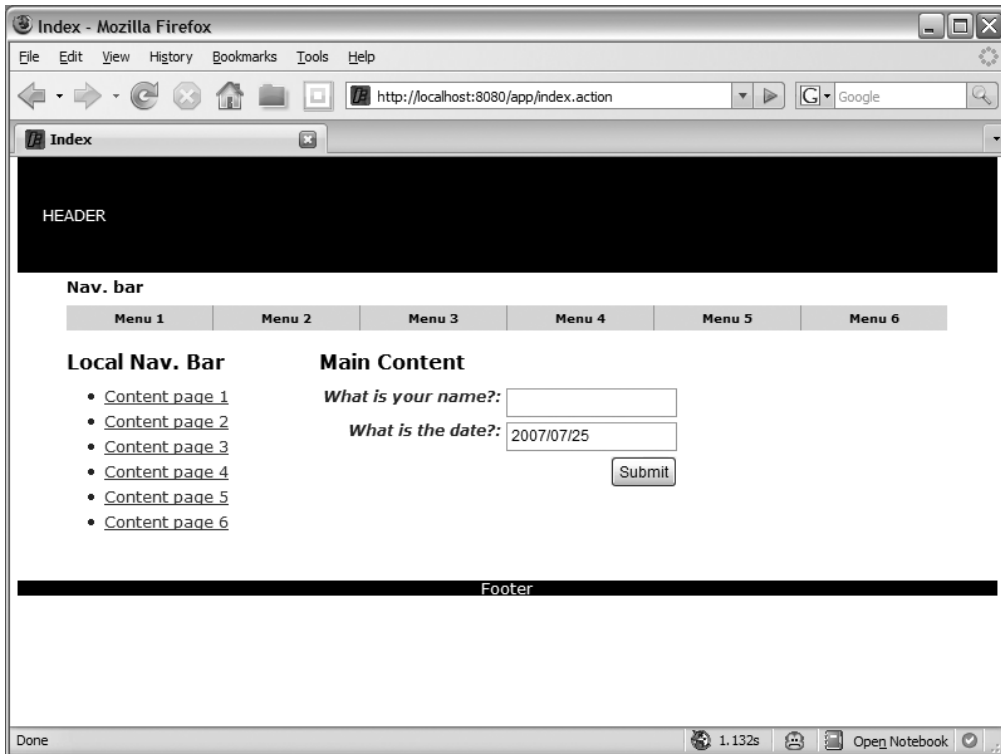 Index - Mozilla Firefox
File Edit View History Bookmarks Tools Help
http://localhost:8080/app/index.action
G Google
Index
HEADER
Nav. bar
Menu 1 Menu 2 Menu 3 Menu 4 Menu 5 Menu 6
Local Nav. Bar
Content page 1
Content page 2
Content page 3
Content page 4
Content page 5
Content page 6
Main Content
What is your name?:
What is the date?: 2007/07/25
Submit
Footer
Done 1.132s Open Notebook